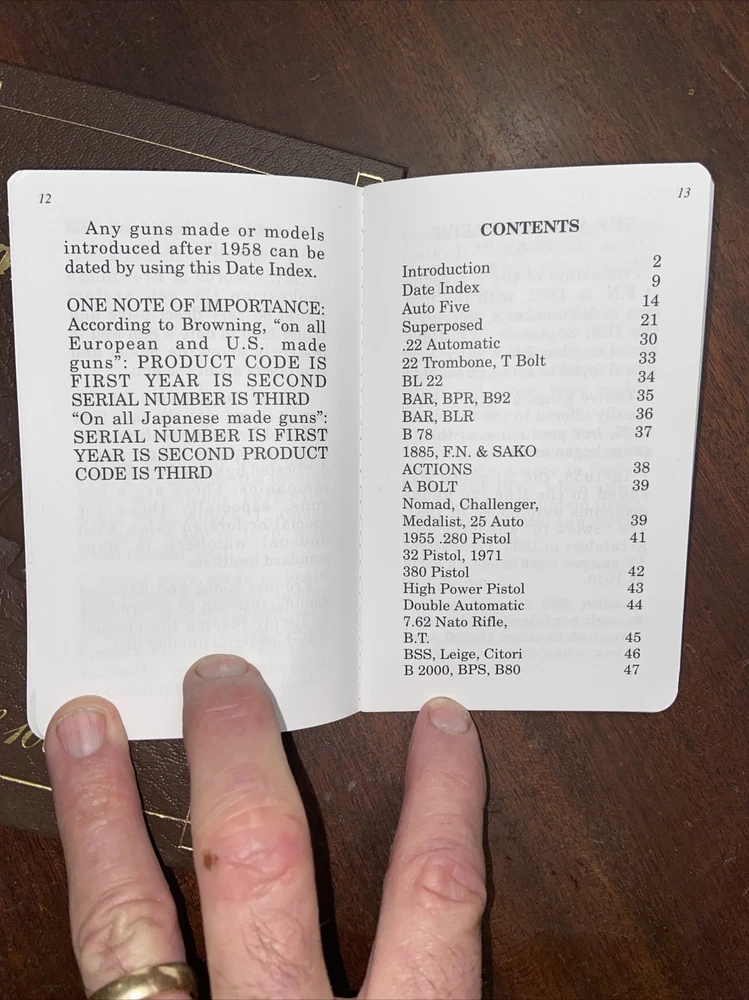 12
Any guns made or models
introduced after 1958 can be
dated by using this Date Index.
ONE NOTE OF IMPORTANCE:
According to Browning, "on all
European and U.S. made
guns": PRODUCT CODE IS
FIRST YEAR IS SECOND
SERIAL NUMBER IS THIRD
"On all Japanese made guns":
SERIAL NUMBER IS FIRST
YEAR IS SECOND PRODUCT
CODE IS THIRD
13
CONTENTS
Introduction 2
Date Index 9
Auto Five 14
Superposed 21
.22 Automatic 30
22 Trombone, T Bolt 33
BL 22 34
BAR, BPR, B92 35
BAR, BLR 36
B 78 37
1885, F.N. & SAKO
ACTIONS 38
A BOLT 39
Nomad, Challenger,
Medalist, 25 Auto 39
1955 .280 Pistol 41
32 Pistol, 1971
380 Pistol 42
High Power Pistol 43
Double Automatic 44
7.62 Nato Rifle,
B.T. 45
BSS, Leige, Citori 46
B 2000, BPS, B80 47